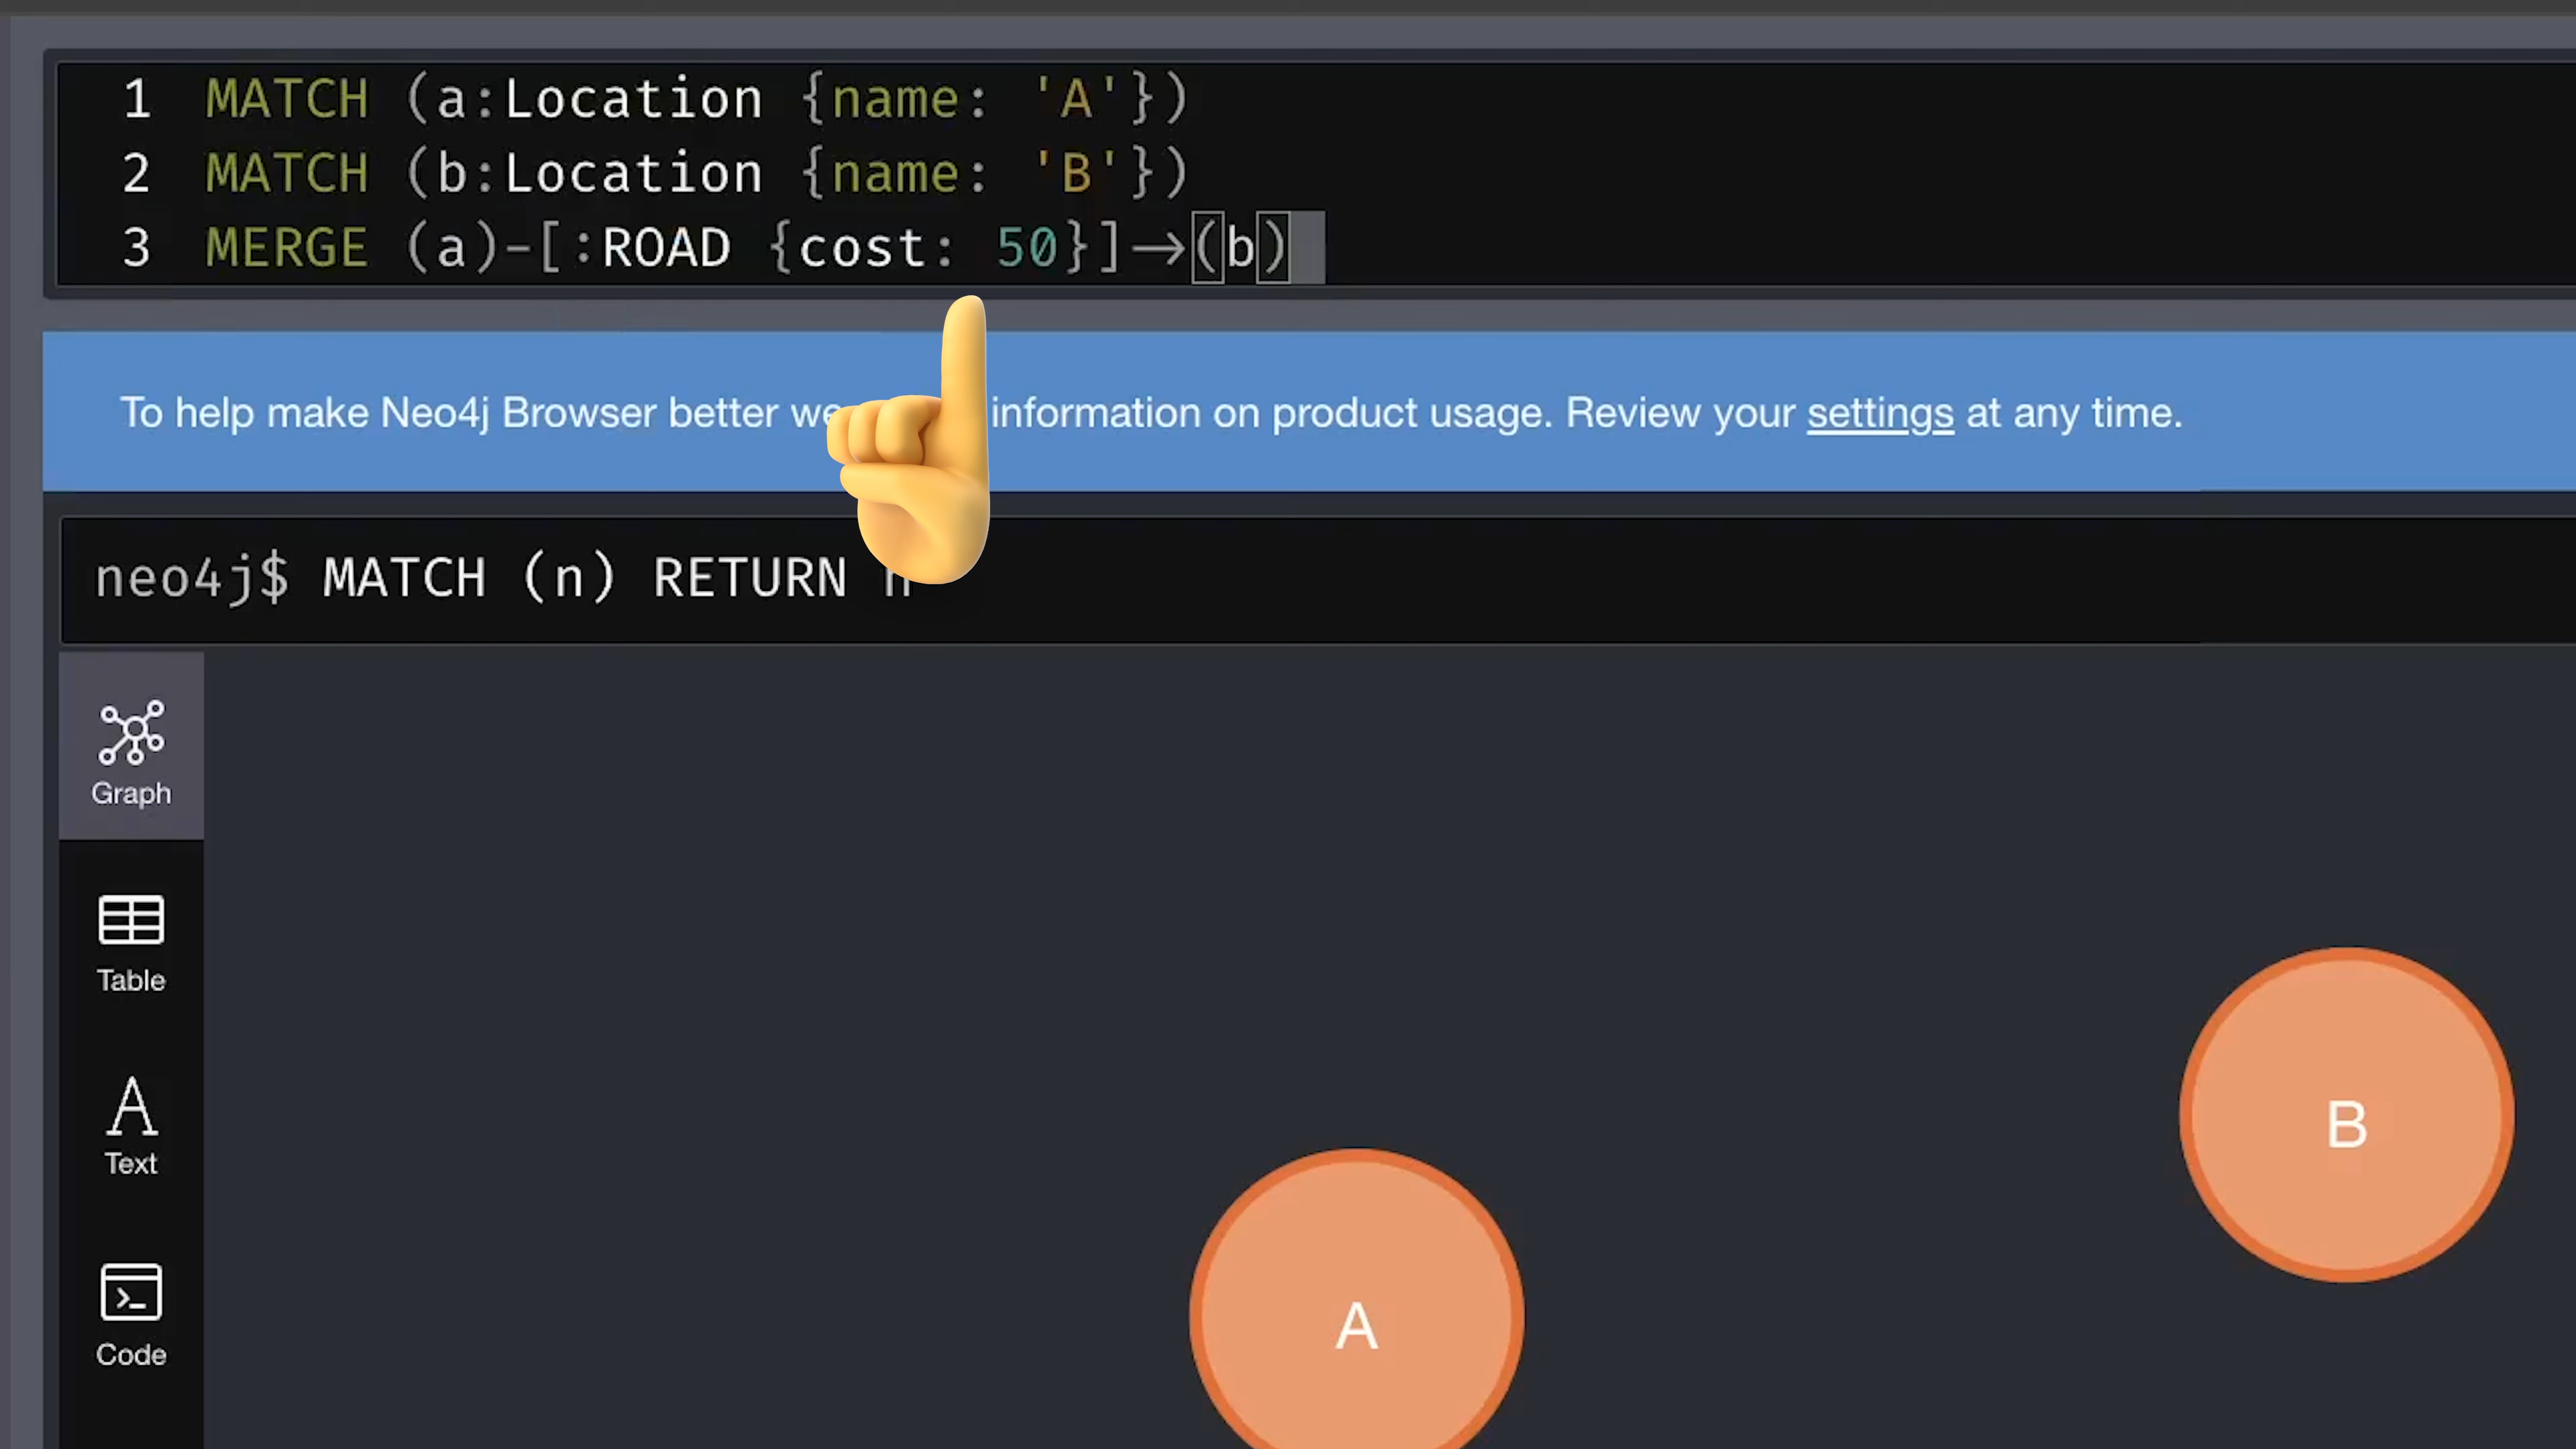 1 MATCH (a:Location {name: 'A'})
2 MATCH (b:Location {name: 'B'})
3 MERGE (a)-[:ROAD {cost: 50}]->(b)
To help make Neo4j Browser better we information on product usage. Review your settings at any time.
neo4j$ MATCH (n) RETURN n
Graph
Table
A
Text
Code
B
A